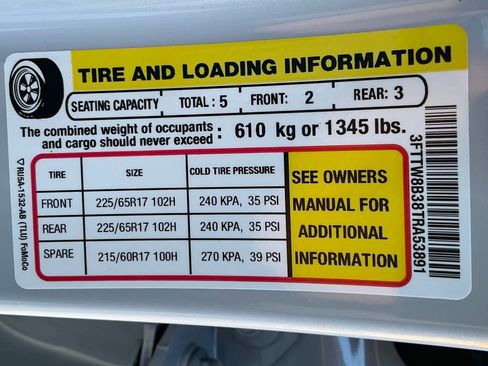 TIRE AND LOADING INFORMATION
SEATING CAPACITY TOTAL : 5 FRONT: 2 REAR: 3
The combined weight of occupants
and cargo should never exceed : 610 kg or 1345 lbs.
TIRE SIZE COLD TIRE PRESSURE
FRONT 225/65R17 102H 240 KPA, 35 PSI
REAR 225/65R17 102H 240 KPA, 35 PSI
SPARE 215/60R17 100H 270 KPA, 39 PSI
SEE OWNERS
MANUAL FOR
ADDITIONAL
INFORMATION
3FTTW8B38TRA53891
RU5A-1532-AB (TLU) FoMoCo